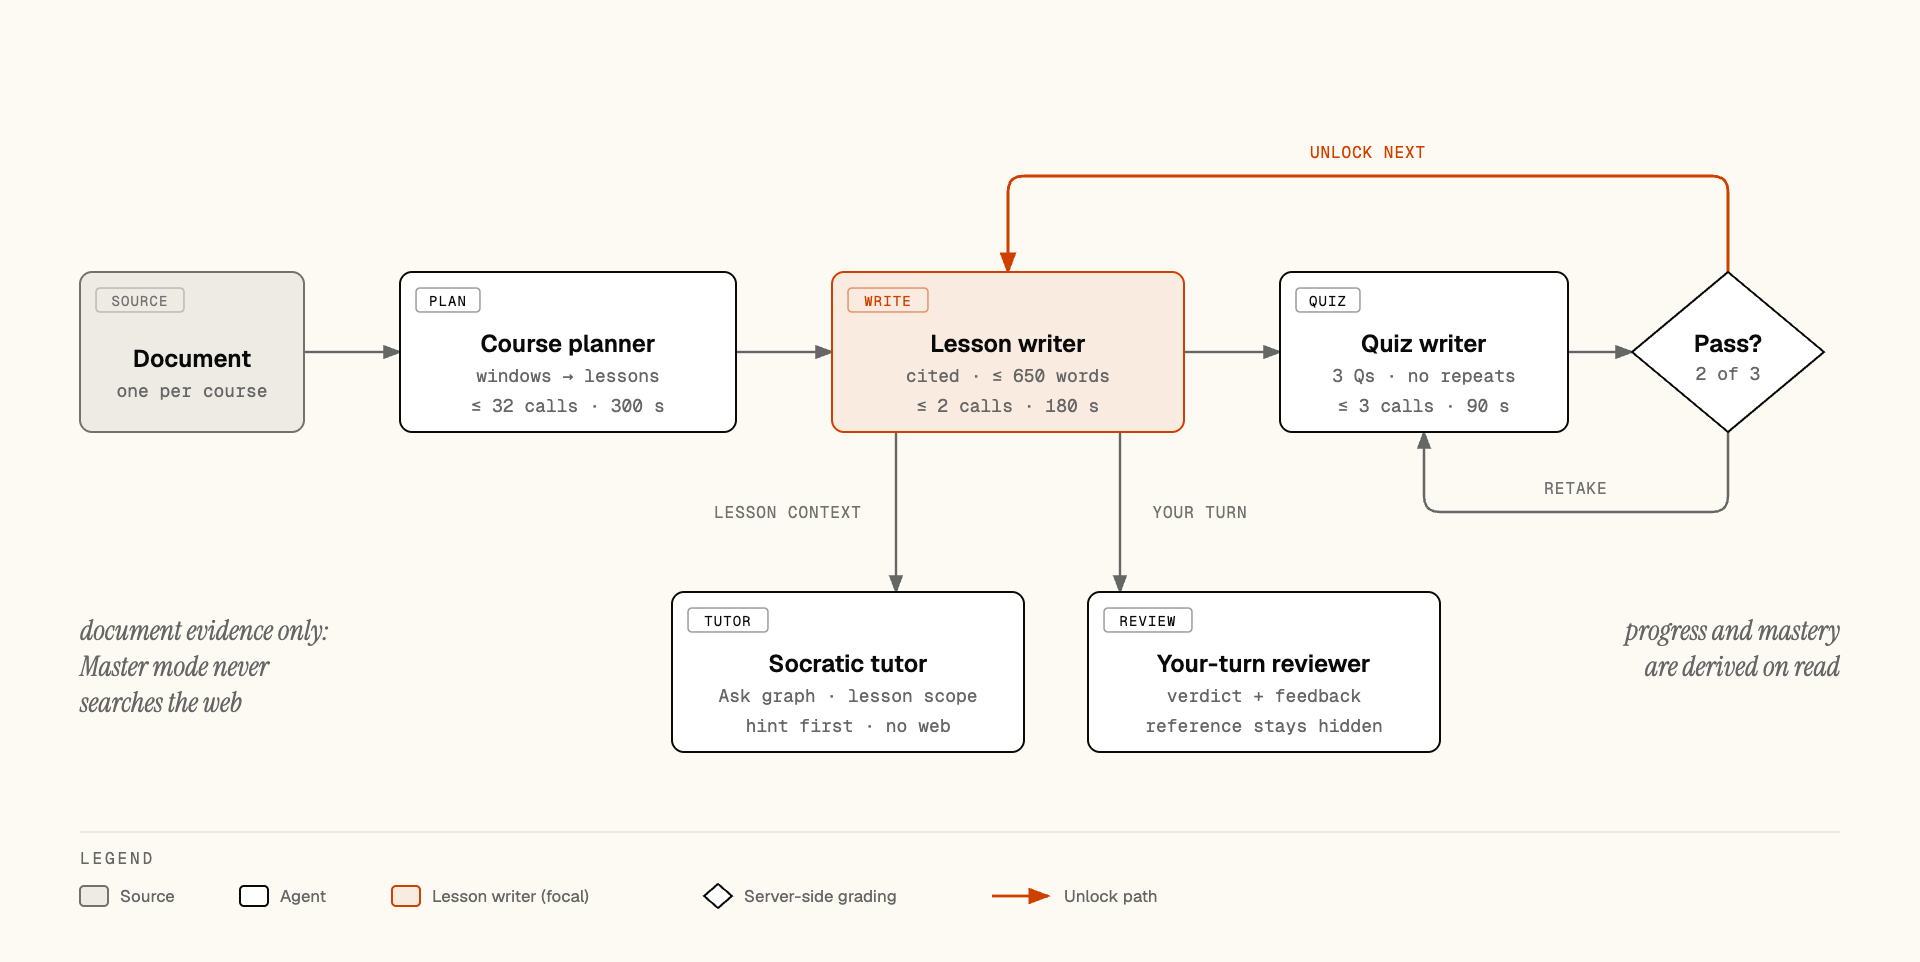 UNLOCK NEXT
SOURCE
Document
one per course
PLAN
Course planner
windows → lessons
≤ 32 calls · 300 s
WRITE
Lesson writer
cited · ≤ 650 words
≤ 2 calls · 180 s
QUIZ
Quiz writer
3 Qs · no repeats
≤ 3 calls · 90 s
Pass?
2 of 3
RETAKE
LESSON CONTEXT
YOUR TURN
document evidence only:
Master mode never
searches the web
TUTOR
Socratic tutor
Ask graph · lesson scope
hint first · no web
REVIEW
Your-turn reviewer
verdict + feedback
reference stays hidden
progress and mastery
are derived on read
LEGEND
Source
Agent
Lesson writer (focal)
Server-side grading
Unlock path